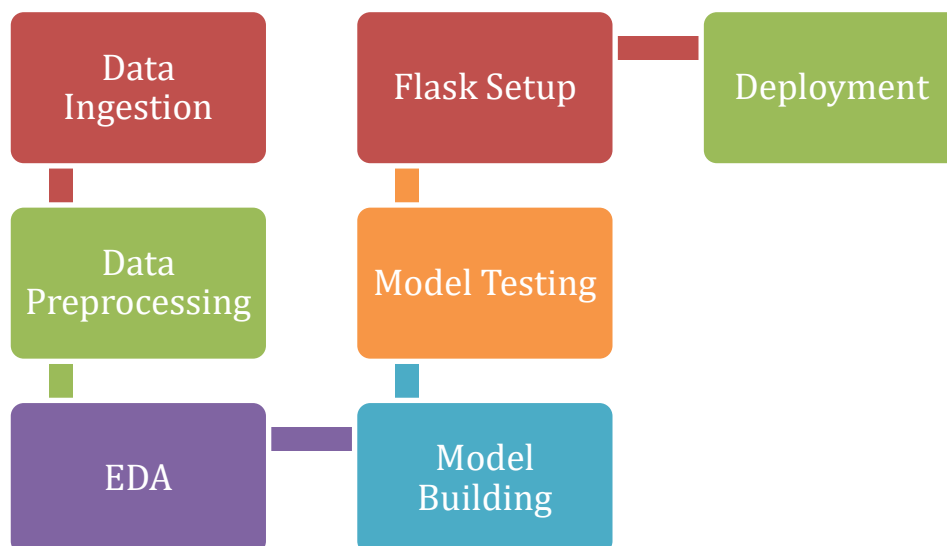 Data
Ingestion
Data
Preprocessing
EDA
Model
Building
Model Testing
Flask Setup
Deployment